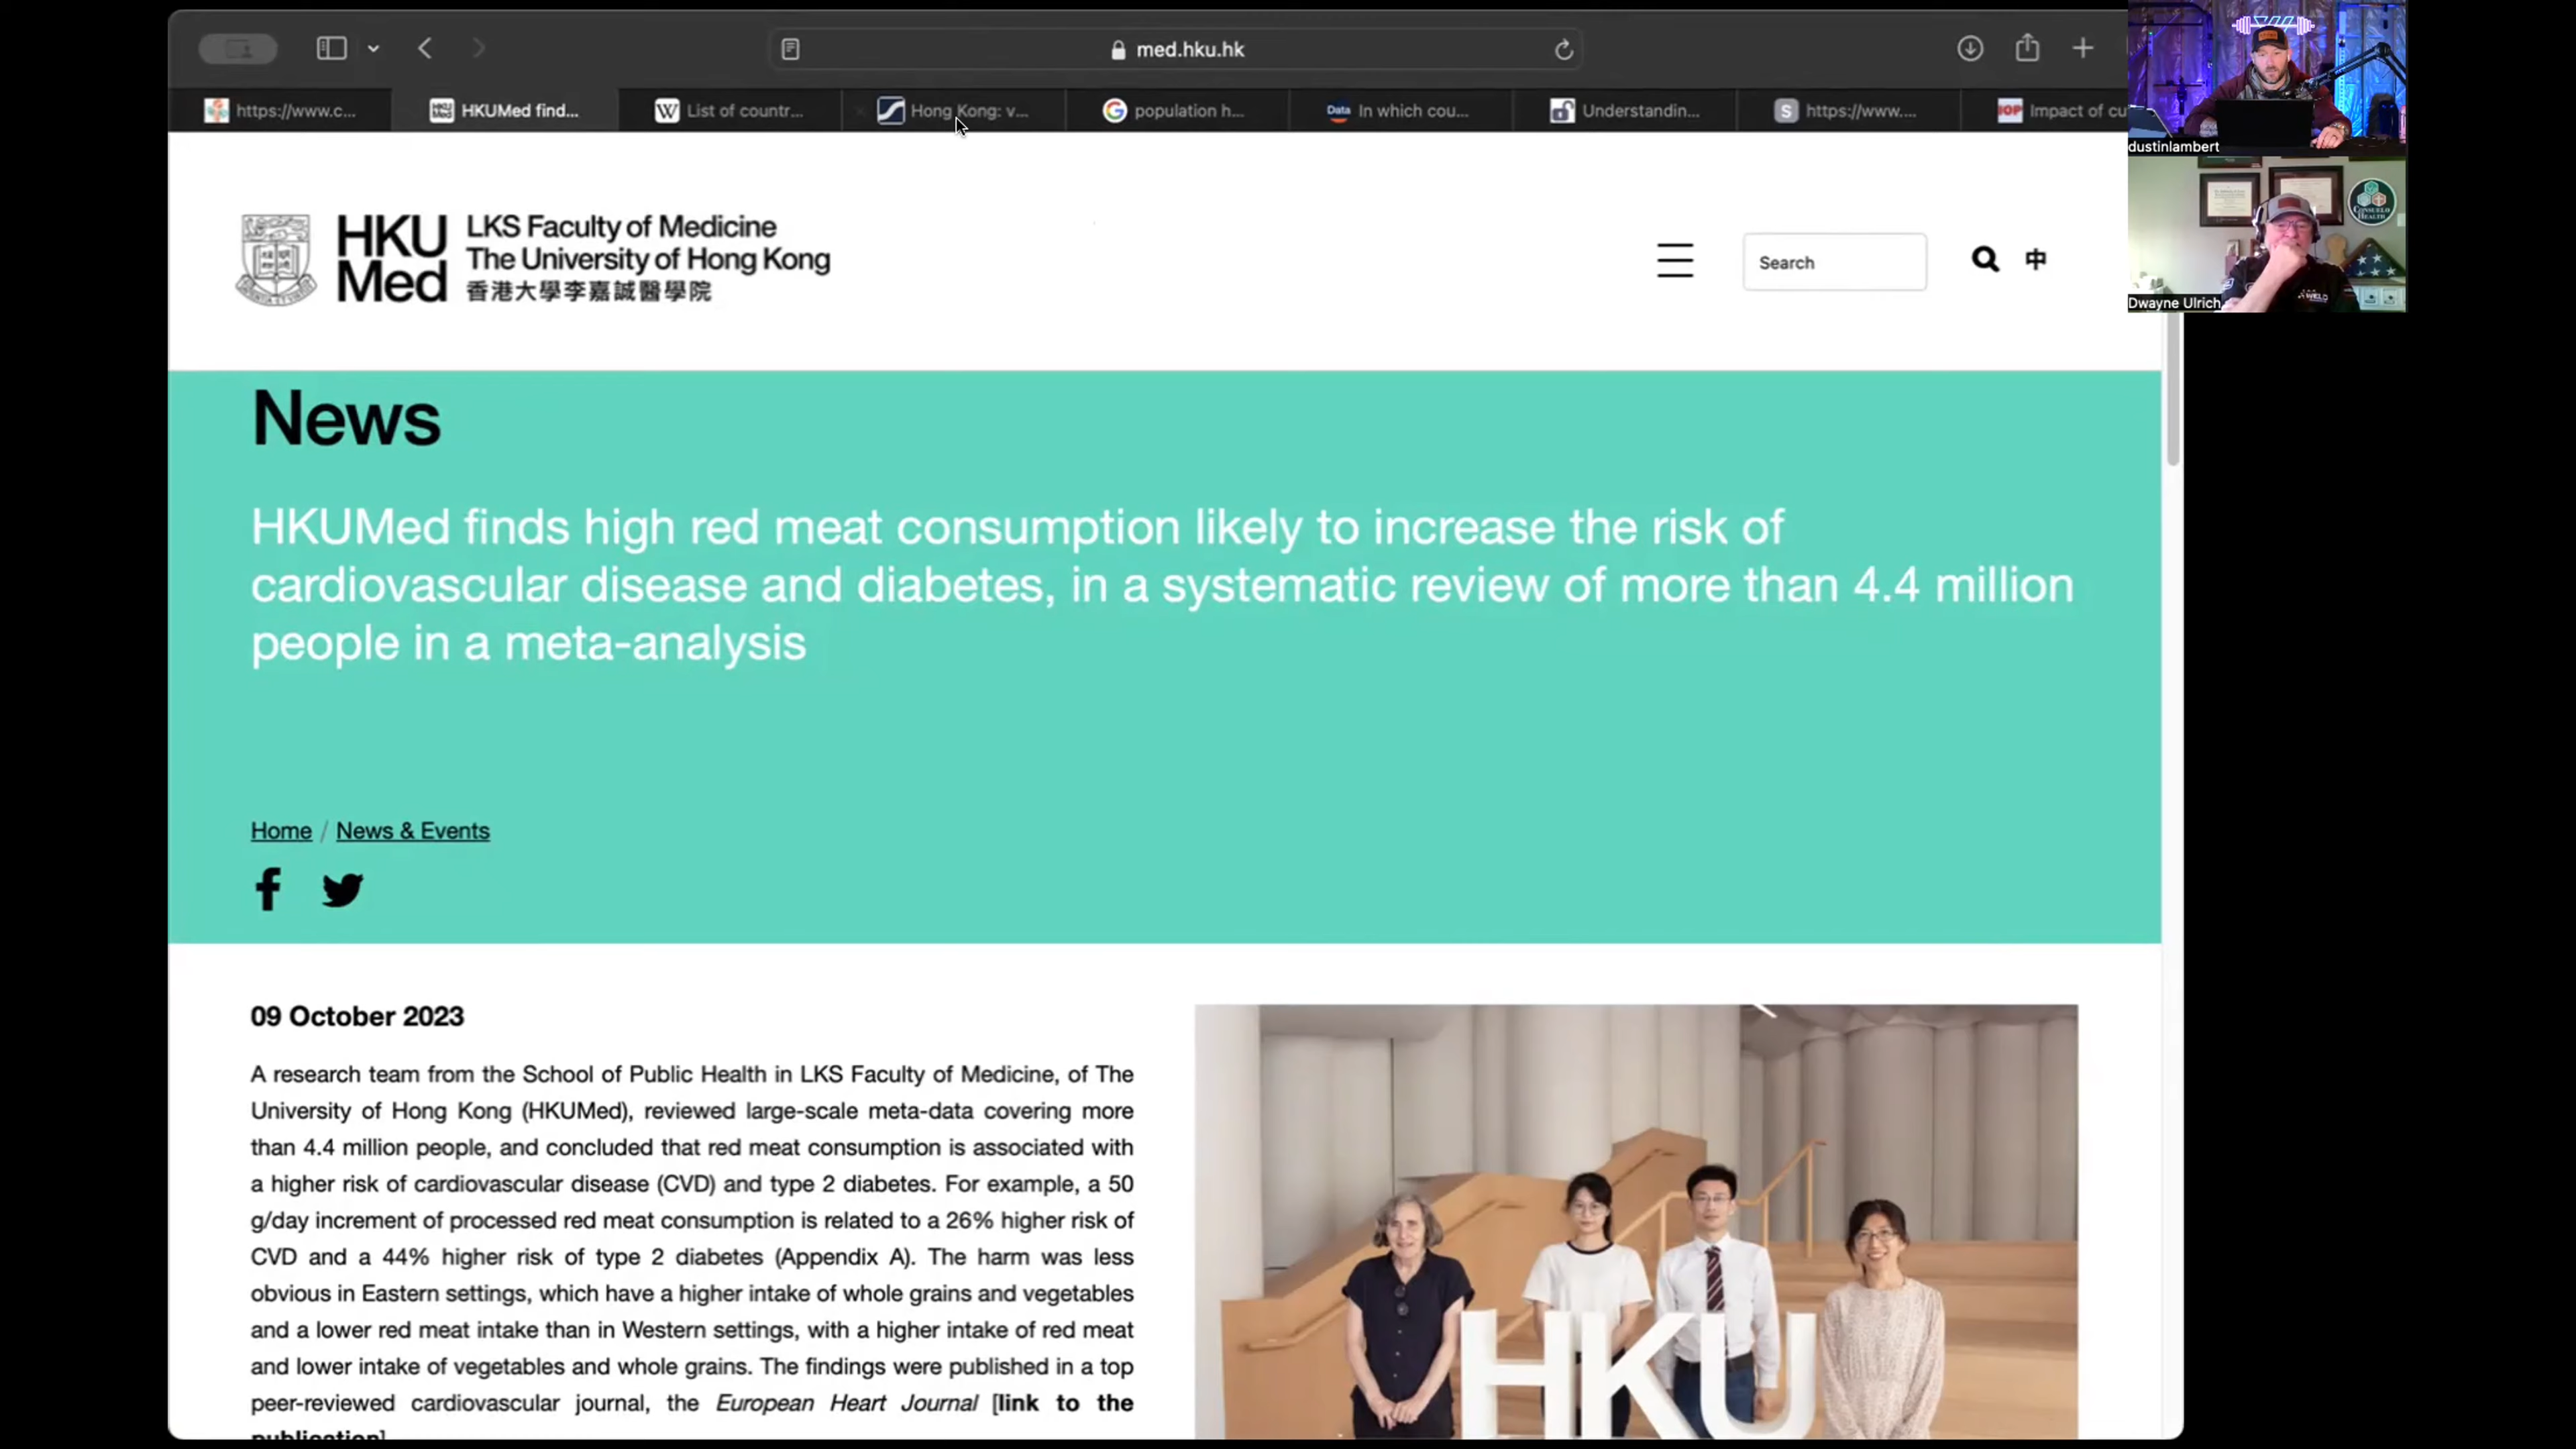 med.hku.hk
https://www.c...
HKUMed find...
List of countr...
Hong Kong: v...
population h...
In which cou...
Understandin...
https://www....
Impact of cu
dustinlambert
Dwayne Ulrich
CONSUELO
HEALTH
HKU
Med
LKS Faculty of Medicine
The University of Hong Kong
香港大學李嘉誠醫學院
Search
中
News
HKUMed finds high red meat consumption likely to increase the risk of
cardiovascular disease and diabetes, in a systematic review of more than 4.4 million
people in a meta-analysis
Home / News & Events
09 October 2023
A research team from the School of Public Health in LKS Faculty of Medicine, of The
University of Hong Kong (HKUMed), reviewed large-scale meta-data covering more
than 4.4 million people, and concluded that red meat consumption is associated with
a higher risk of cardiovascular disease (CVD) and type 2 diabetes. For example, a 50
g/day increment of processed red meat consumption is related to a 26% higher risk of
CVD and a 44% higher risk of type 2 diabetes (Appendix A). The harm was less
obvious in Eastern settings, which have a higher intake of whole grains and vegetables
and a lower red meat intake than in Western settings, with a higher intake of red meat
and lower intake of vegetables and whole grains. The findings were published in a top
peer-reviewed cardiovascular journal, the European Heart Journal [link to the
publication]
HKU